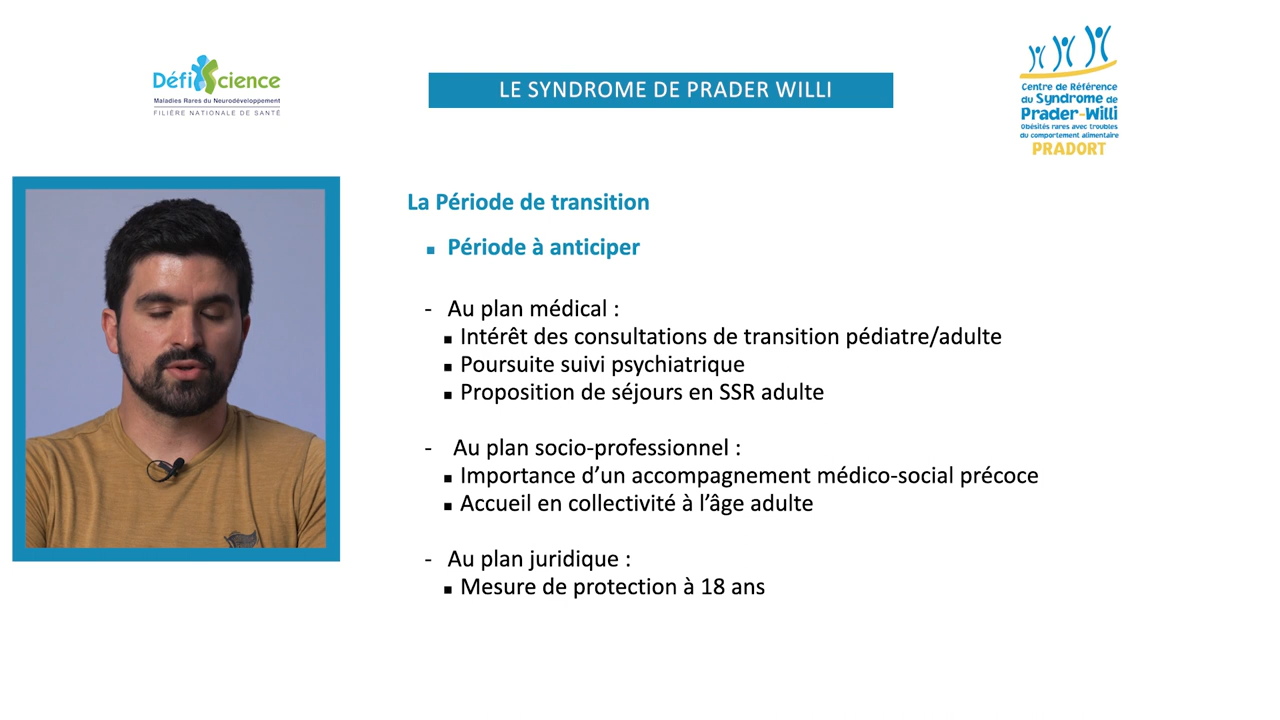 DéfiScience
Maladies Rares du Neurodéveloppement
FILIÈRE NATIONALE DE SANTÉ
LE SYNDROME DE PRADER WILLI
Centre de Référence
du Syndrome de
Prader-Willi
Obésités rares avec troubles
du comportement alimentaire
PRADORT
La Période de transition
▪ Période à anticiper
- Au plan médical :
▪ Intérêt des consultations de transition pédiatre/adulte
▪ Poursuite suivi psychiatrique
▪ Proposition de séjours en SSR adulte
- Au plan socio-professionnel :
▪ Importance d’un accompagnement médico-social précoce
▪ Accueil en collectivité à l’âge adulte
- Au plan juridique :
▪ Mesure de protection à 18 ans